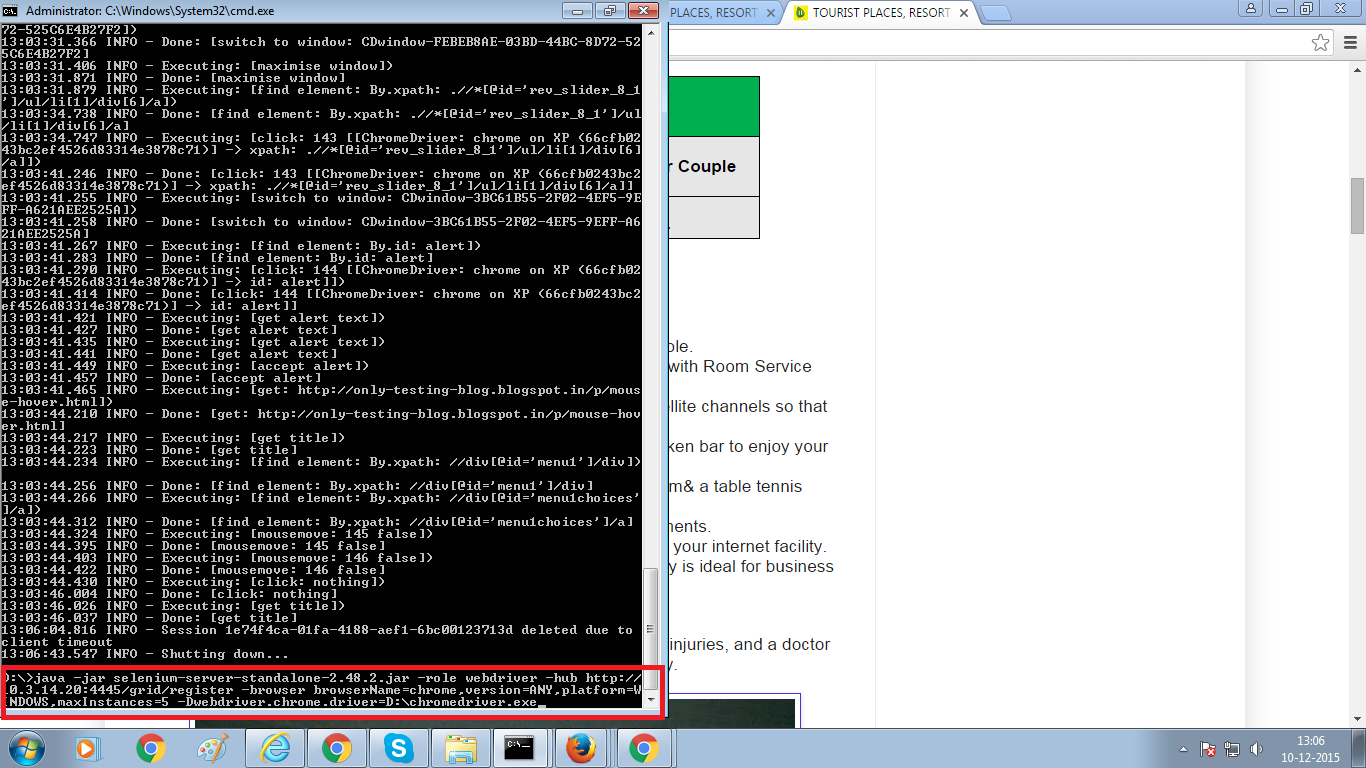 Administrator: C:\Windows\System32\cmd.exe
PLACES, RESORT
TOURIST PLACES, RESORT
72-525C6E4B27F2])
13:03:31.366 INFO - Done: [switch to window: CDwindow-FEBEB8AE-03BD-44BC-8D72-52
5C6E4B27F2]
13:03:31.406 INFO - Executing: [maximise window])
13:03:31.871 INFO - Done: [maximise window]
13:03:31.879 INFO - Executing: [find element: By.xpath: .//*[@id='rev_slider_8_1
']/ul/li[1]/div[6]/a])
13:03:34.738 INFO - Done: [find element: By.xpath: .//*[@id='rev_slider_8_1']/ul
/li[1]/div[6]/a]
13:03:34.747 INFO - Executing: [click: 143 [[ChromeDriver: chrome on XP (66cfb02
43bc2ef4526d83314e3878c71)] -> xpath: .//*[@id='rev_slider_8_1']/ul/li[1]/div[6]
/a]])
13:03:41.246 INFO - Done: [click: 143 [[ChromeDriver: chrome on XP (66cfb0243bc2
ef4526d83314e3878c71)] -> xpath: .//*[@id='rev_slider_8_1']/ul/li[1]/div[6]/a]]
13:03:41.255 INFO - Executing: [switch to window: CDwindow-3BC61B55-2F02-4EF5-9E
FF-A621AEE2525A])
13:03:41.258 INFO - Done: [switch to window: CDwindow-3BC61B55-2F02-4EF5-9EFF-A6
21AEE2525A]
13:03:41.267 INFO - Executing: [find element: By.id: alert])
13:03:41.283 INFO - Done: [find element: By.id: alert]
13:03:41.290 INFO - Executing: [click: 144 [[ChromeDriver: chrome on XP (66cfb02
43bc2ef4526d83314e3878c71)] -> id: alert]])
13:03:41.414 INFO - Done: [click: 144 [[ChromeDriver: chrome on XP (66cfb0243bc2
ef4526d83314e3878c71)] -> id: alert]]
13:03:41.421 INFO - Executing: [get alert text])
13:03:41.427 INFO - Done: [get alert text]
13:03:41.435 INFO - Executing: [get alert text])
13:03:41.441 INFO - Done: [get alert text]
13:03:41.449 INFO - Executing: [accept alert])
13:03:41.457 INFO - Done: [accept alert]
13:03:41.465 INFO - Executing: [get: http://only-testing-blog.blogspot.in/p/mous
e-hover.html])
13:03:44.210 INFO - Done: [get: http://only-testing-blog.blogspot.in/p/mouse-hov
er.html]
13:03:44.217 INFO - Executing: [get title])
13:03:44.223 INFO - Done: [get title]
13:03:44.234 INFO - Executing: [find element: By.xpath: //div[@id='menu1']/div])
13:03:44.256 INFO - Done: [find element: By.xpath: //div[@id='menu1']/div]
13:03:44.266 INFO - Executing: [find element: By.xpath: //div[@id='menu1choices'
]/a])
13:03:44.312 INFO - Done: [find element: By.xpath: //div[@id='menu1choices']/a]
13:03:44.324 INFO - Executing: [mousemove: 145 false])
13:03:44.395 INFO - Done: [mousemove: 145 false]
13:03:44.403 INFO - Executing: [mousemove: 146 false])
13:03:44.422 INFO - Done: [mousemove: 146 false]
13:03:44.430 INFO - Executing: [click: nothing])
13:03:46.004 INFO - Done: [click: nothing]
13:03:46.026 INFO - Executing: [get title])
13:03:46.037 INFO - Done: [get title]
13:06:04.816 INFO - Session 1e74f4ca-01fa-4188-aef1-6bc00123713d deleted due to
client timeout
13:06:43.547 INFO - Shutting down...
D:\>java -jar selenium-server-standalone-2.48.2.jar -role webdriver -hub http://
10.3.14.20:4445/grid/register -browser browserName=chrome,version=ANY,platform=W
INDOWS,maxInstances=5 -Dwebdriver.chrome.driver=D:\chromedriver.exe_
r Couple
ple.
with Room Service
ellite channels so that
ken bar to enjoy your
m& a table tennis
nents.
your internet facility.
y is ideal for business
injuries, and a doctor
y.
C:\.
13:06
10-12-2015